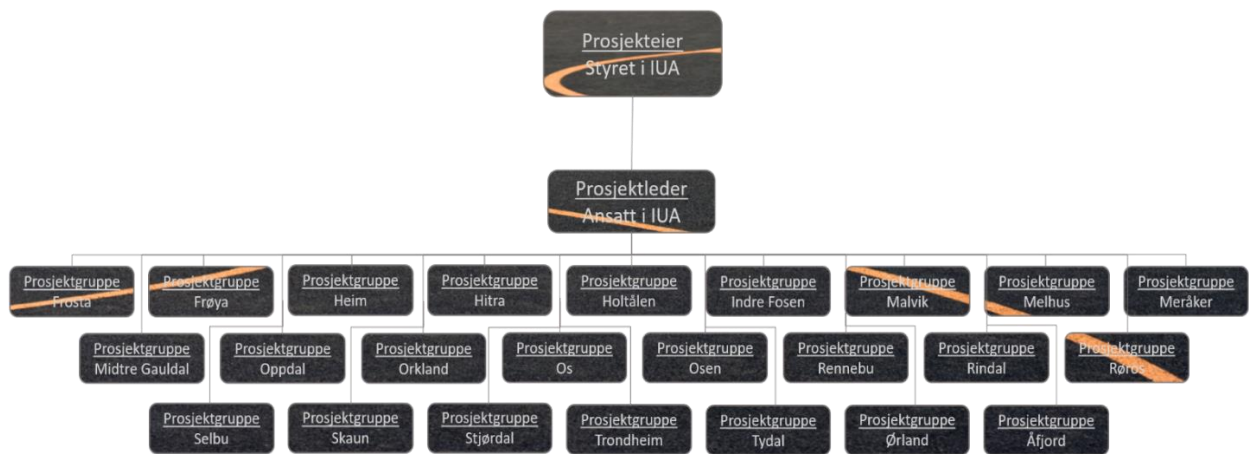 Prosjekteier
Styret i IUA
Prosjektleder
Ansatt i IUA
Prosjektgruppe
Frosta
Prosjektgruppe
Frøya
Prosjektgruppe
Heim
Prosjektgruppe
Hitra
Prosjektgruppe
Holtålen
Prosjektgruppe
Indre Fosen
Prosjektgruppe
Malvik
Prosjektgruppe
Melhus
Prosjektgruppe
Meråker
Prosjektgruppe
Midtre Gauldal
Prosjektgruppe
Oppdal
Prosjektgruppe
Orkland
Prosjektgruppe
Os
Prosjektgruppe
Osen
Prosjektgruppe
Rennebu
Prosjektgruppe
Rindal
Prosjektgruppe
Røros
Prosjektgruppe
Selbu
Prosjektgruppe
Skaun
Prosjektgruppe
Stjørdal
Prosjektgruppe
Trondheim
Prosjektgruppe
Tydal
Prosjektgruppe
Ørland
Prosjektgruppe
Åfjord